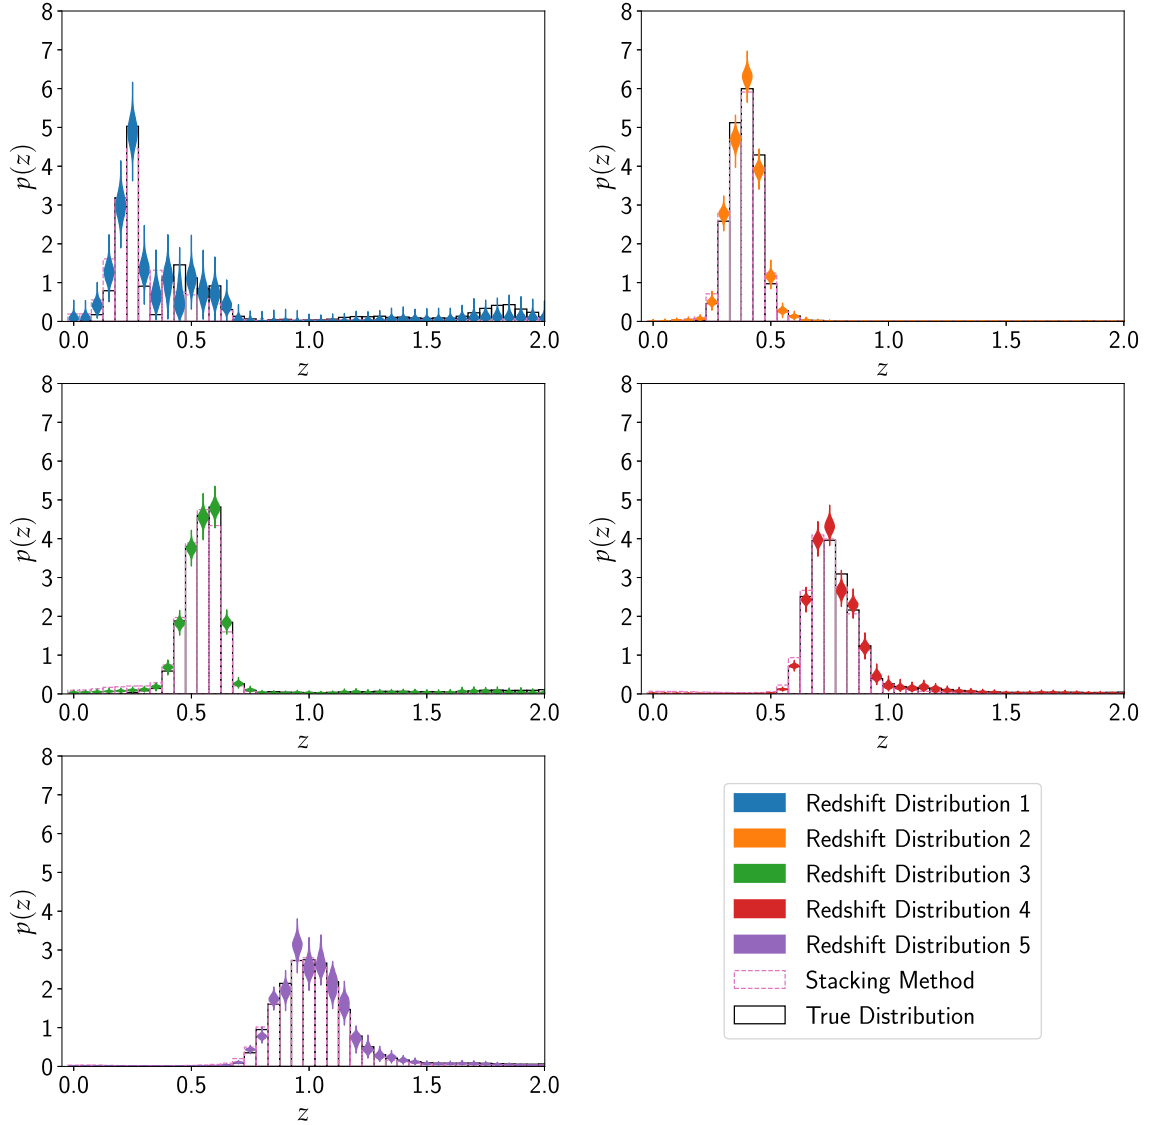 8
7
6
5
4
3
2
1
0
p(z)
0.0 0.5 1.0 1.5 2.0
z
8
7
6
5
4
3
2
1
0
p(z)
0.0 0.5 1.0 1.5 2.0
z
8
7
6
5
4
3
2
1
0
p(z)
0.0 0.5 1.0 1.5 2.0
z
8
7
6
5
4
3
2
1
0
p(z)
0.0 0.5 1.0 1.5 2.0
z
8
7
6
5
4
3
2
1
0
p(z)
0.0 0.5 1.0 1.5 2.0
z
Redshift Distribution 1
Redshift Distribution 2
Redshift Distribution 3
Redshift Distribution 4
Redshift Distribution 5
Stacking Method
True Distribution